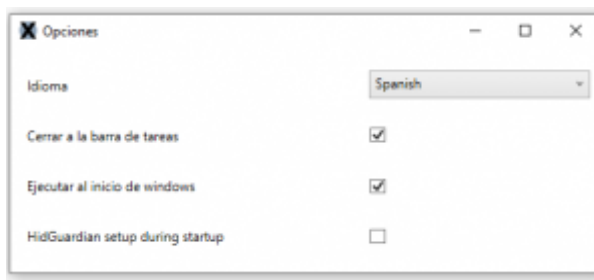 Opciones
Idioma
Spanish
Cerrar a la barra de tareas
Ejecutar al inicio de windows
HidGuardian setup during startup